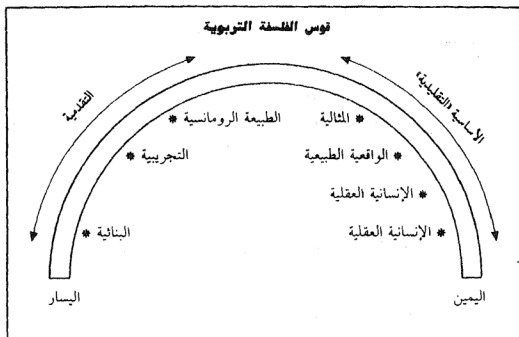 قوس الفلسفة التربوية
الأساسية «التقليدية»
التقدمية
المثالية
الطبيعة الرومانسية
الواقعية الطبيعية
التجريبية
الإنسانية العقلية
الإنسانية العقلية
البنائية
اليمين
اليسار